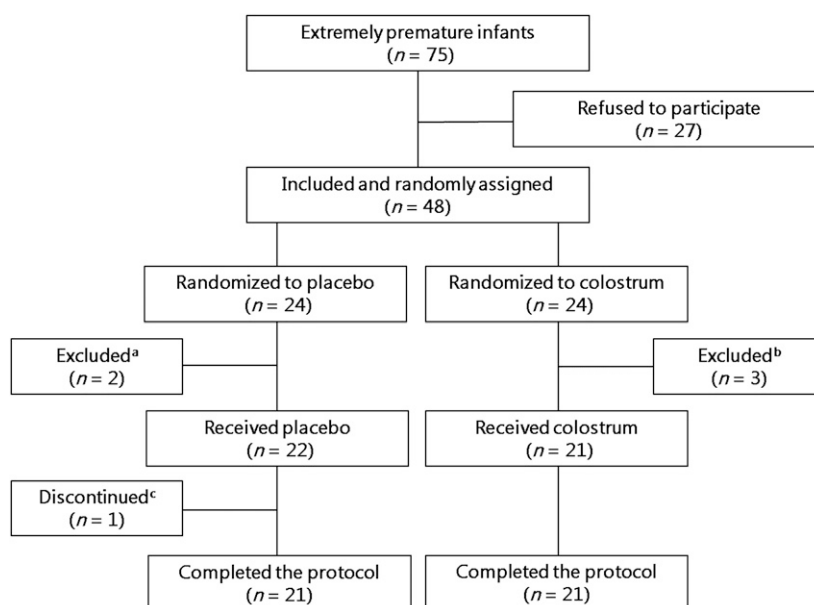 Extremely premature infants
(n = 75)
Refused to participate
(n = 27)
Included and randomly assigned
(n = 48)
Randomized to placebo
(n = 24)
Randomized to colostrum
(n = 24)
Excludedᵃ
(n = 2)
Excludedᵇ
(n = 3)
Received placebo
(n = 22)
Received colostrum
(n = 21)
Discontinuedᶜ
(n = 1)
Completed the protocol
(n = 21)
Completed the protocol
(n = 21)